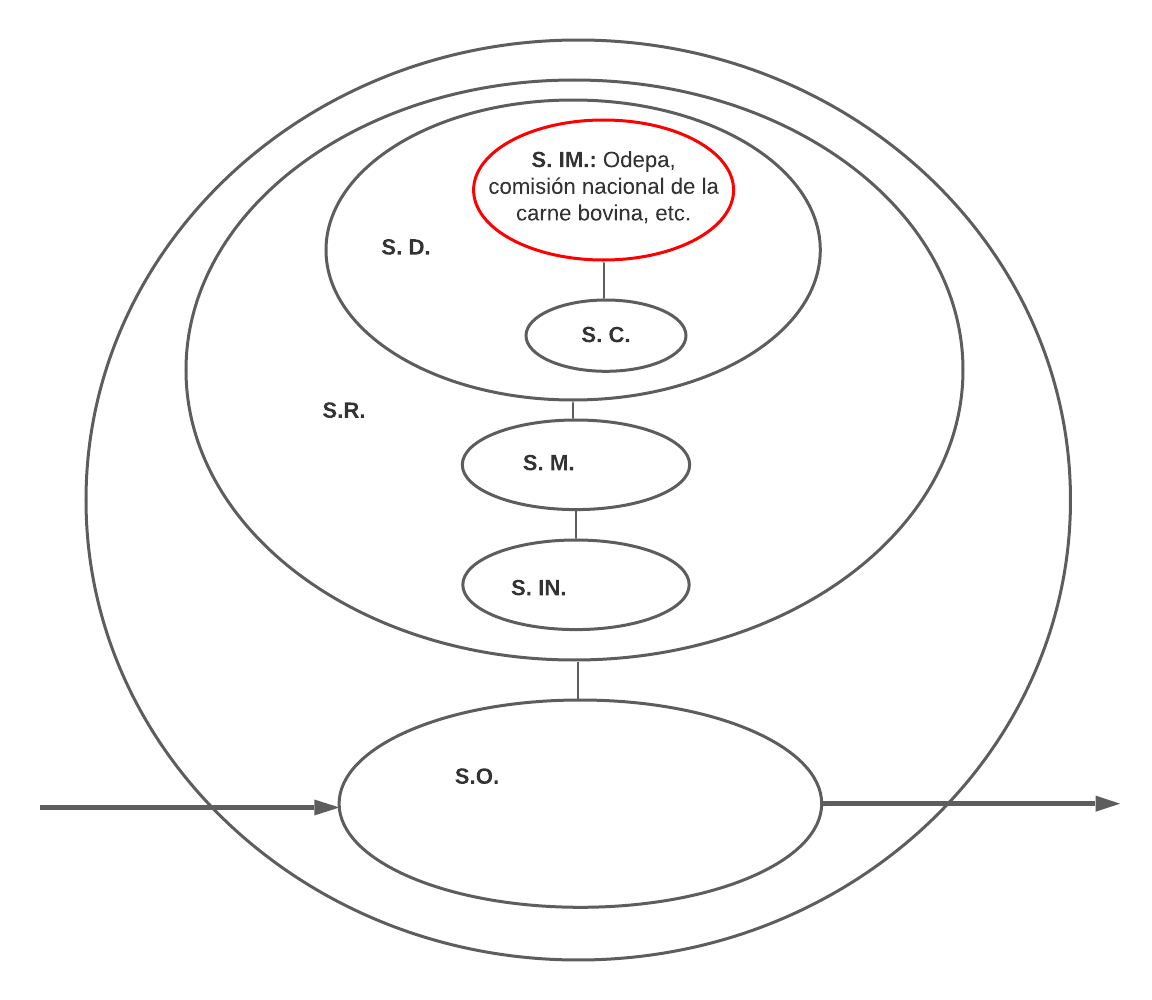 S. IM.: Odepa,
comisión nacional de la
carne bovina, etc.
S. D.
S. C.
S.R.
S. M.
S. IN.
S.O.